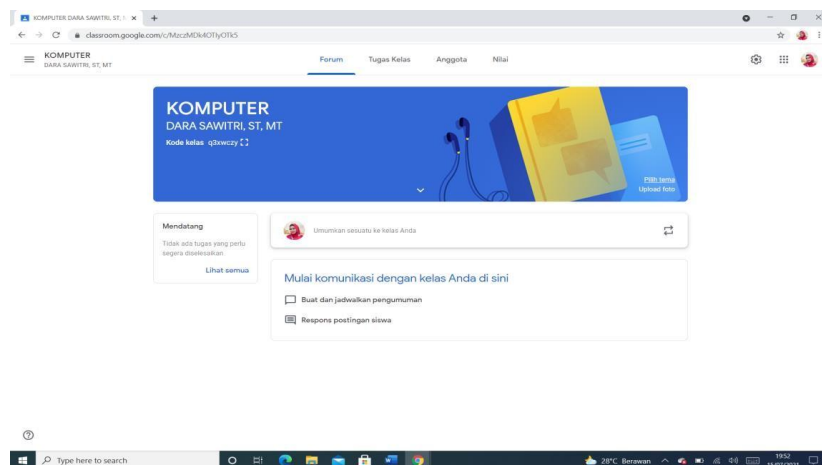 KOMPUTER DARA SAWITRI, ST,
classroom.google.com/c/MzczMDk4OTIyOTk5
KOMPUTER
DARA SAWITRI, ST, MT
Forum Tugas Kelas Anggota Nilai
KOMPUTER
DARA SAWITRI, ST, MT
Kode kelas q3xwczy
Pilih tema
Upload foto
Mendatang
Tidak ada tugas yang perlu
segera diselesaikan
Lihat semua
Umumkan sesuatu ke kelas Anda
Mulai komunikasi dengan kelas Anda di sini
Buat dan jadwalkan pengumuman
Respons postingan siswa
Type here to search
28°C Berawan
19:52